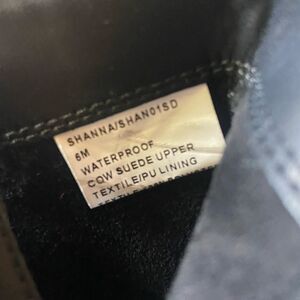 SHANNA/SHAN01SD
6M
WATERPROOF
COW SUEDE UPPER
TEXTILE/PU LINING